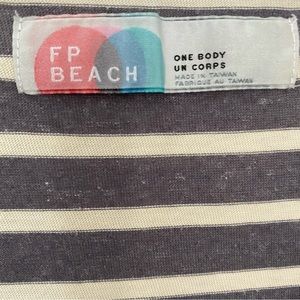 FP
BEACH
ONE BODY
UN CORPS
MADE IN TAIWAN
FABRIQUÉ AU TAIWAN